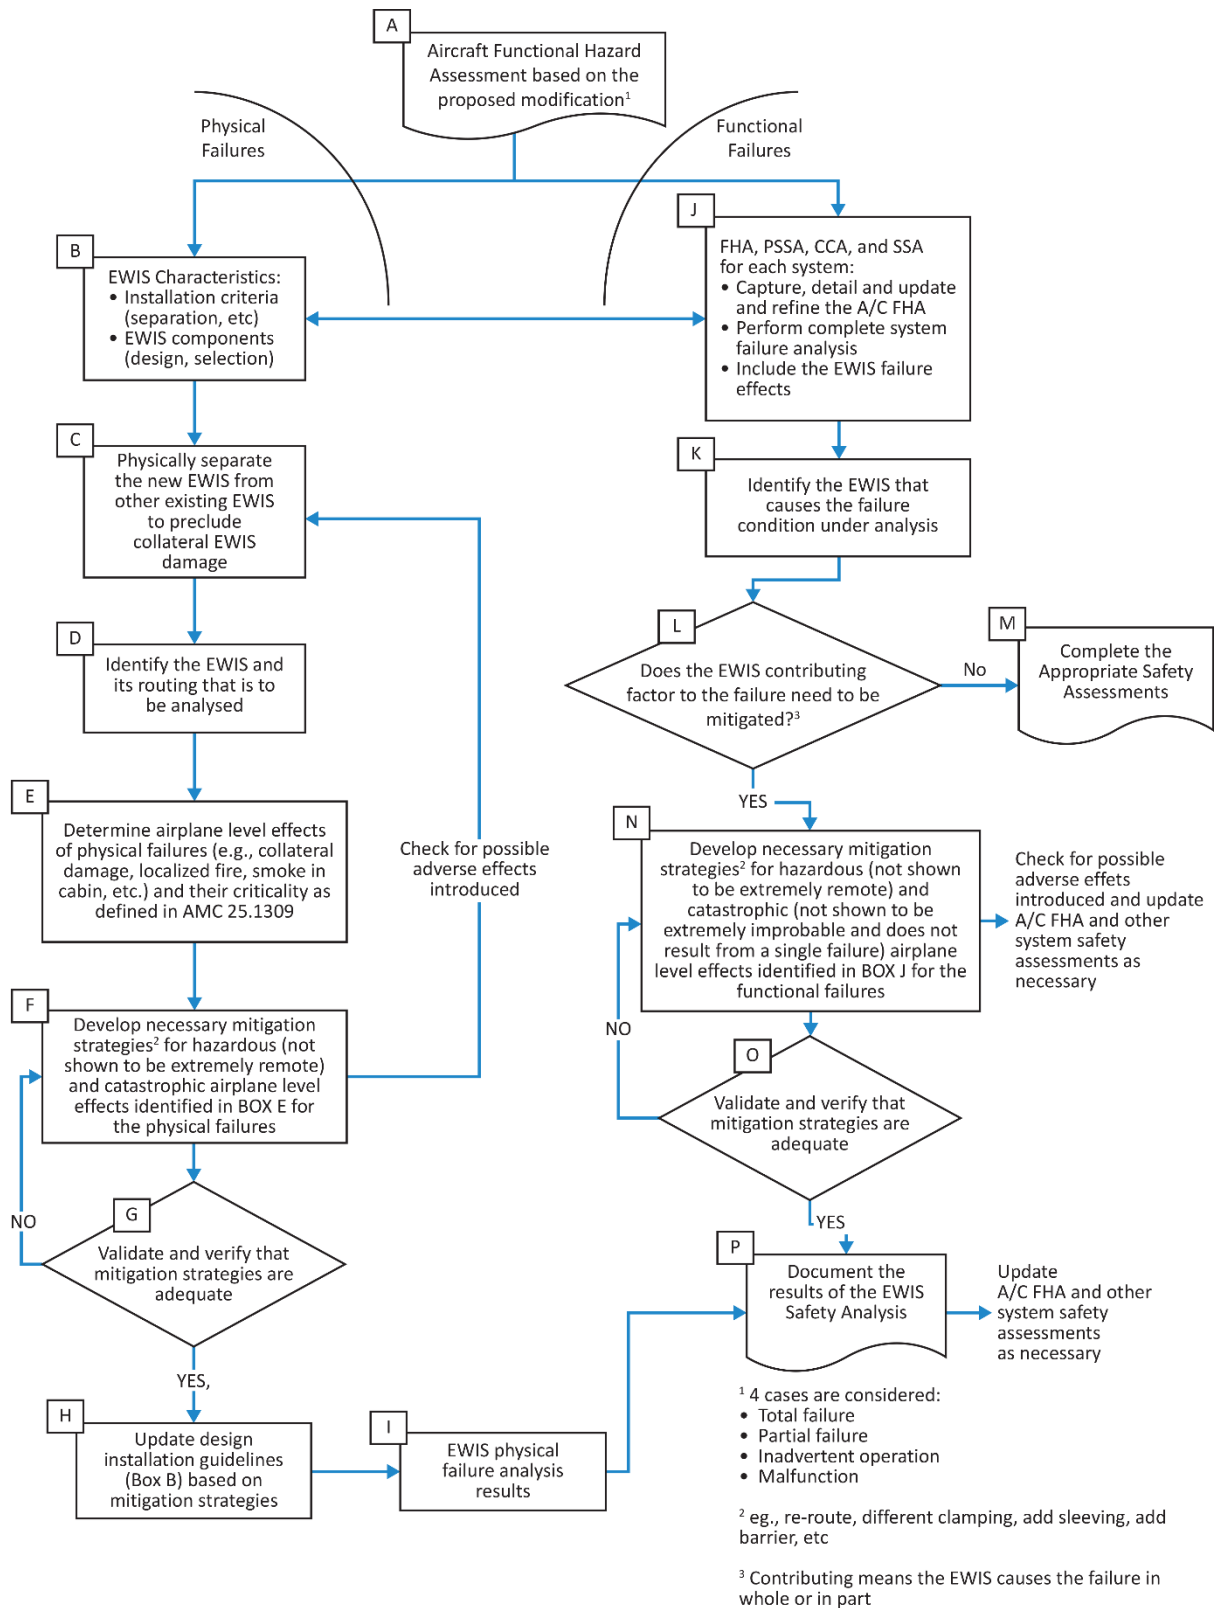 A
Aircraft Functional Hazard
Assessment based on the
proposed modification¹
Physical
Failures
Functional
Failures
B
EWIS Characteristics:
• Installation criteria
(separation, etc)
• EWIS components
(design, selection)
J
FHA, PSSA, CCA, and SSA
for each system:
• Capture, detail and update
and refine the A/C FHA
• Perform complete system
failure analysis
• Include the EWIS failure
effects
C
Physically separate
the new EWIS from
other existing EWIS
to preclude
collateral EWIS
damage
K
Identify the EWIS that
causes the failure
condition under analysis
D
Identify the EWIS and
its routing that is to
be analysed
L
Does the EWIS contributing
factor to the failure need to be
mitigated?³
No
M
Complete the
Appropriate Safety
Assessments
YES
E
Determine airplane level effects
of physical failures (e.g., collateral
damage, localized fire, smoke in
cabin, etc.) and their criticality as
defined in AMC 25.1309
Check for possible
adverse effects
introduced
N
Develop necessary mitigation
strategies² for hazardous (not shown
to be extremely remote) and
catastrophic (not shown to be
extremely improbable and does not
result from a single failure) airplane
level effects identified in BOX J for the
functional failures
Check for possible
adverse effets
introduced and update
A/C FHA and other
system safety
assessments as
necessary
F
Develop necessary mitigation
strategies² for hazardous (not
shown to be extremely remote)
and catastrophic airplane level
effects identified in BOX E for
the physical failures
NO
O
Validate and verify that
mitigation strategies are
adequate
NO
G
Validate and verify that
mitigation strategies are
adequate
YES
P
Document the
results of the EWIS
Safety Analysis
Update
A/C FHA and other
system safety
assessments
as necessary
YES,
H
Update design
installation guidelines
(Box B) based on
mitigation strategies
I
EWIS physical
failure analysis
results
¹ 4 cases are considered:
• Total failure
• Partial failure
• Inadvertent operation
• Malfunction
² eg., re-route, different clamping, add sleeving, add
barrier, etc
³ Contributing means the EWIS causes the failure in
whole or in part